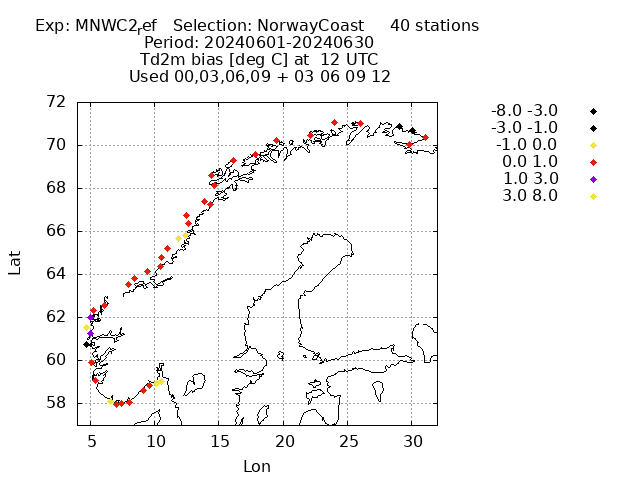 Exp: MNWC2ref Selection: NorwayCoast 40 stations
Period: 20240601-20240630
Td2m bias [deg C] at 12 UTC
Used 00,03,06,09 + 03 06 09 12
-8.0 -3.0
-3.0 -1.0
-1.0 0.0
0.0 1.0
1.0 3.0
3.0 8.0
72
70
68
66
64
62
60
58
Lat
5 10 15 20 25 30
Lon